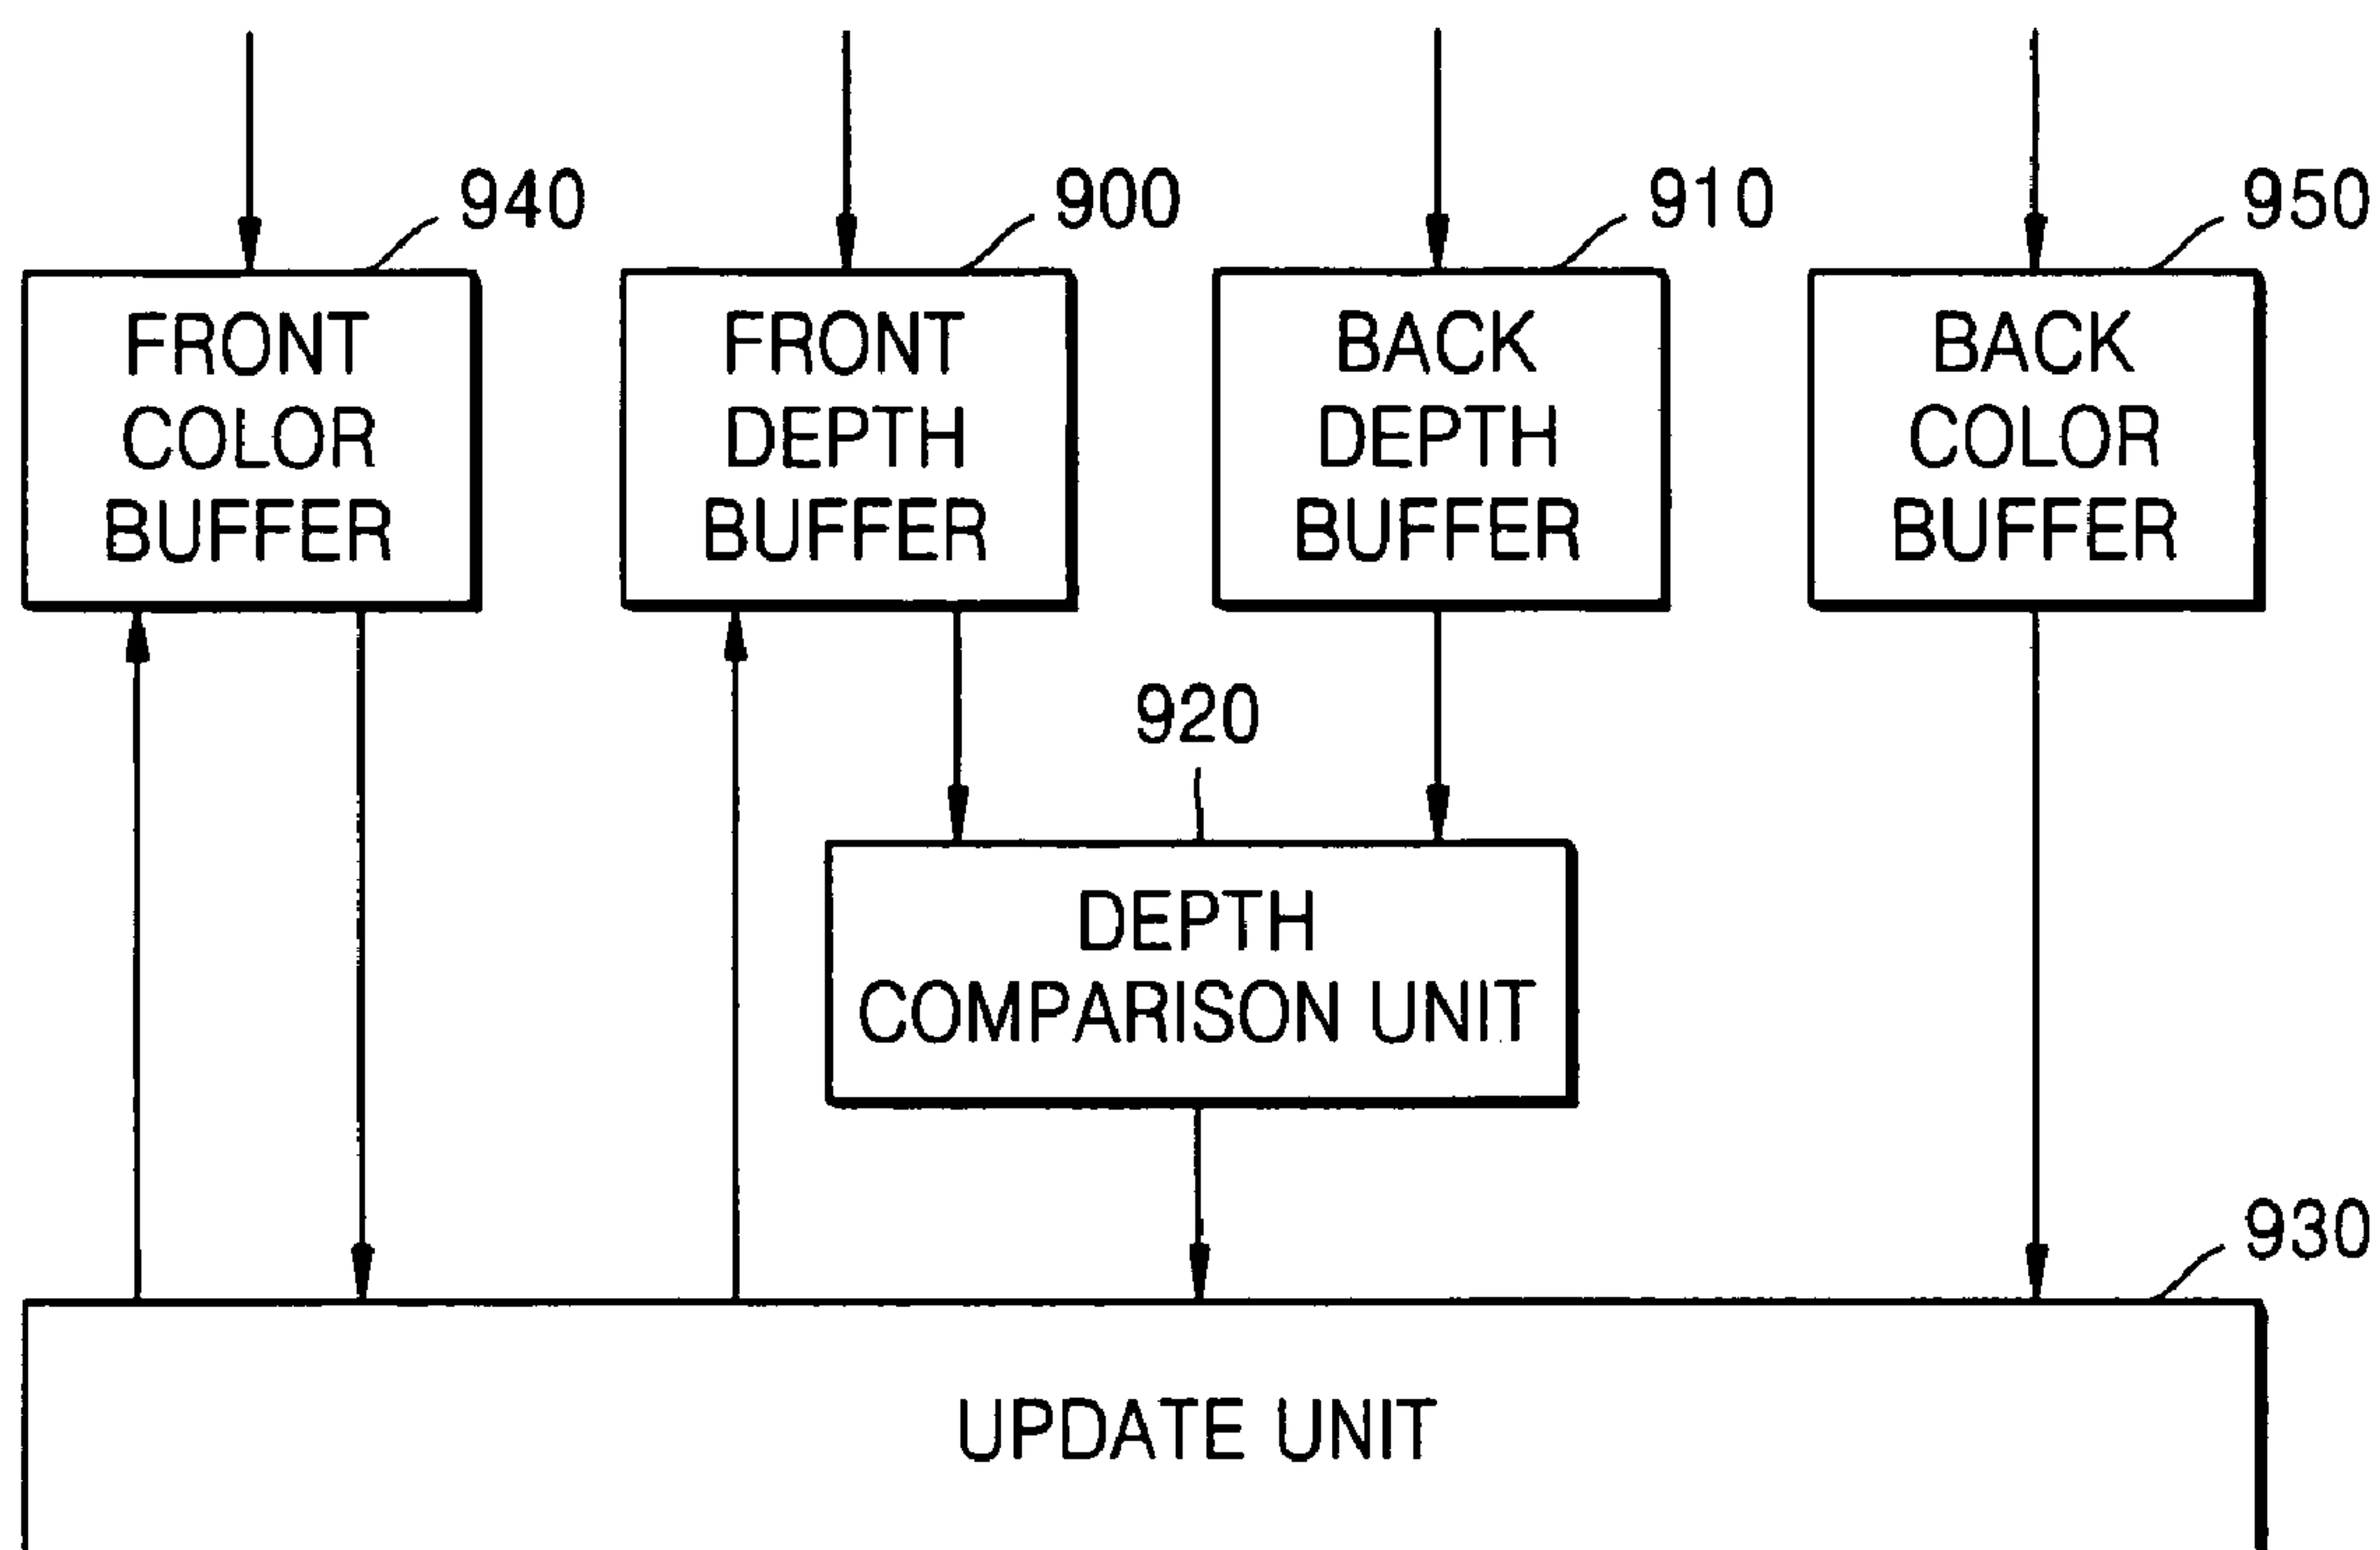 940
900
910
950
FRONT
COLOR
BUFFER
FRONT
DEPTH
BUFFER
BACK
DEPTH
BUFFER
BACK
COLOR
BUFFER
920
DEPTH
COMPARISON UNIT
930
UPDATE UNIT